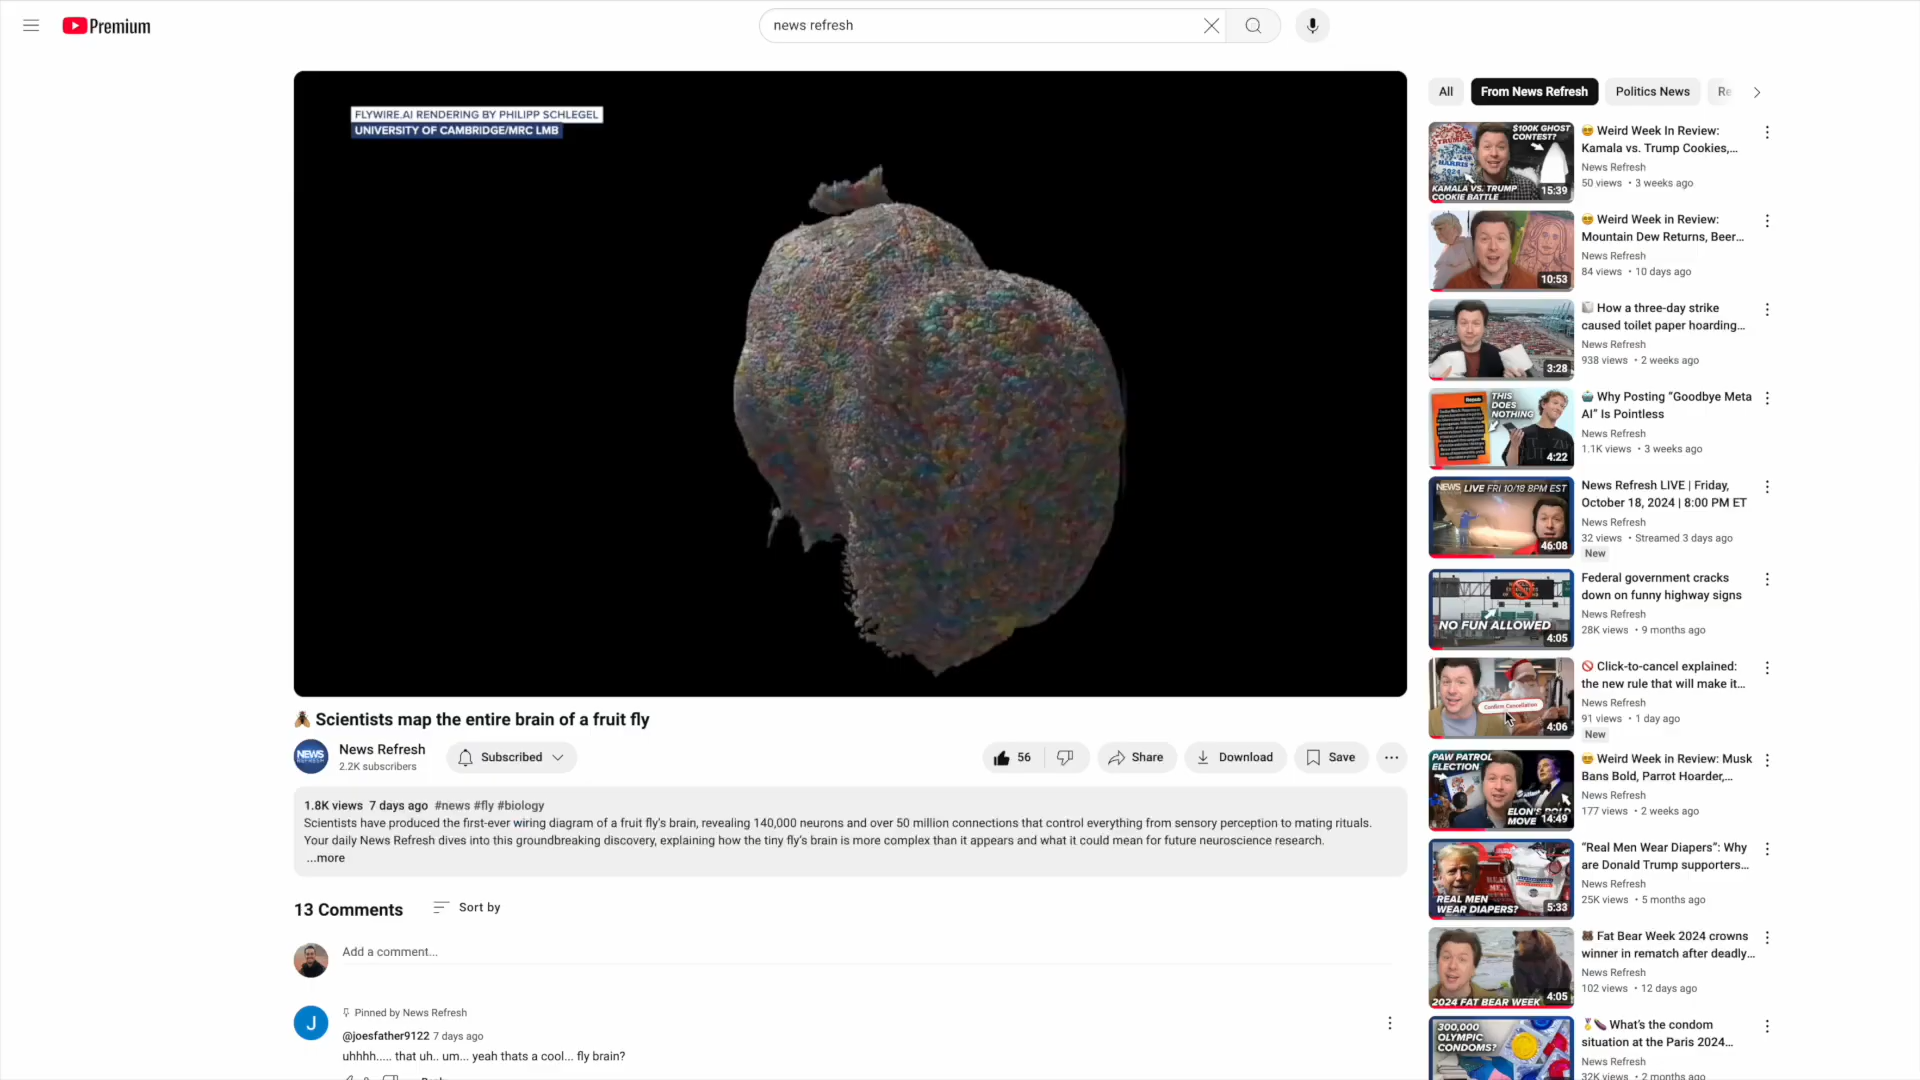 Premium
news refresh
FLYWIRE.AI RENDERING BY PHILIPP SCHLEGEL
UNIVERSITY OF CAMBRIDGE/MRC LMB
Scientists map the entire brain of a fruit fly
NEWS
REFRESH
News Refresh
2.2K subscribers
Subscribed
56
Share
Download
Save
1.8K views 7 days ago #news #fly #biology
Scientists have produced the first-ever wiring diagram of a fruit fly's brain, revealing 140,000 neurons and over 50 million connections that control everything from sensory perception to mating rituals.
Your daily News Refresh dives into this groundbreaking discovery, explaining how the tiny fly's brain is more complex than it appears and what it could mean for future neuroscience research.
...more
13 Comments
Sort by
Add a comment...
J
Pinned by News Refresh
@joesfather9122 7 days ago
uhhhh..... that uh.. um... yeah thats a cool... fly brain?
All
From News Refresh
Politics News
Re
$100K GHOST
CONTEST?
TRUMP
HARRIS
2024
KAMALA VS. TRUMP
COOKIE BATTLE
15:39
Weird Week In Review:
Kamala vs. Trump Cookies,...
News Refresh
50 views • 3 weeks ago
10:53
Weird Week in Review:
Mountain Dew Returns, Beer...
News Refresh
84 views • 10 days ago
3:28
How a three-day strike
caused toilet paper hoarding...
News Refresh
938 views • 2 weeks ago
THIS
DOES
NOTHING
4:22
Why Posting "Goodbye Meta
AI" Is Pointless
News Refresh
1.1K views • 3 weeks ago
NEWS LIVE FRI 10/18 8PM EST
46:08
News Refresh LIVE | Friday,
October 18, 2024 | 8:00 PM ET
News Refresh
32 views • Streamed 3 days ago
New
NO FUN ALLOWED
4:05
Federal government cracks
down on funny highway signs
News Refresh
28K views • 9 months ago
Confirm Cancellation
4:06
Click-to-cancel explained:
the new rule that will make it...
News Refresh
91 views • 1 day ago
New
PAW PATROL
ELECTION
ELON'S BOLD
MOVE
14:49
Weird Week in Review: Musk
Bans Bold, Parrot Hoarder,...
News Refresh
177 views • 2 weeks ago
REAL MEN
WEAR DIAPERS?
5:33
"Real Men Wear Diapers": Why
are Donald Trump supporters...
News Refresh
25K views • 5 months ago
2024 FAT BEAR WEEK
4:05
Fat Bear Week 2024 crowns
winner in rematch after deadly...
News Refresh
102 views • 12 days ago
300,000
OLYMPIC
CONDOMS?
What's the condom
situation at the Paris 2024...
News Refresh
32K views • 2 months ago